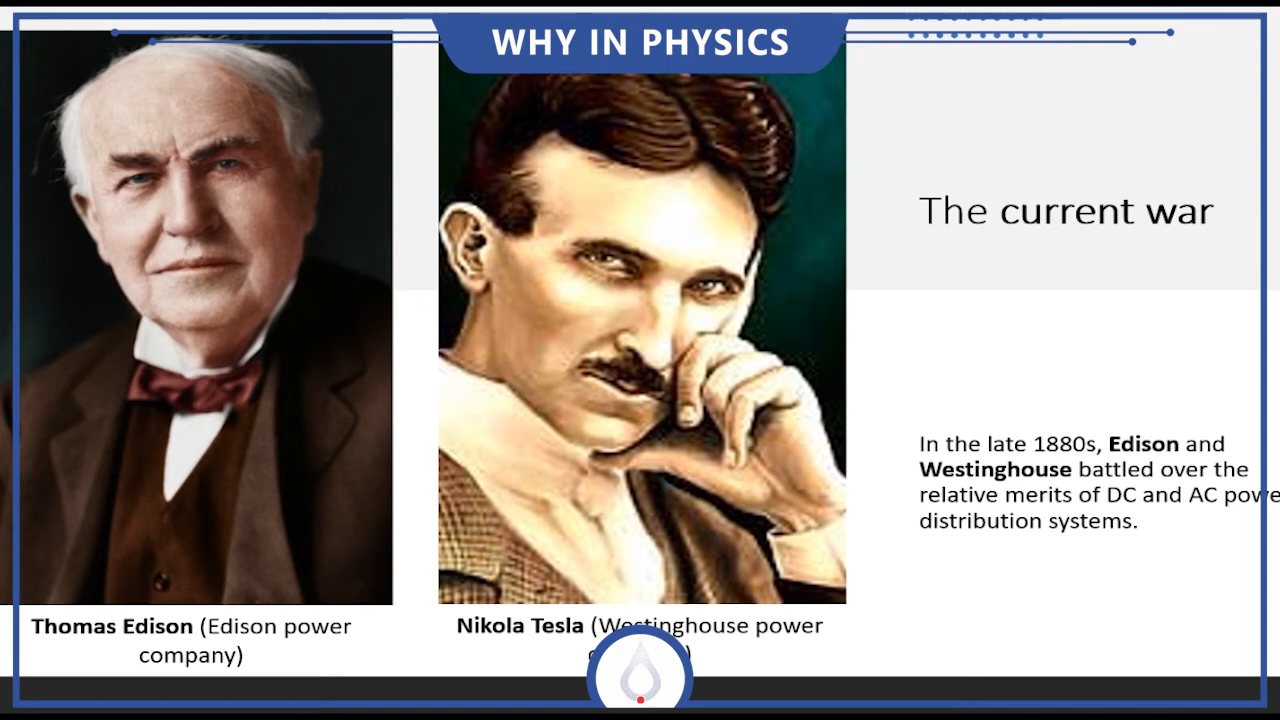 WHY IN PHYSICS
The current war
In the late 1880s, Edison and
Westinghouse battled over the
relative merits of DC and AC
distribution systems.
Thomas Edison (Edison power
company)
Nikola Tesla (Westinghouse power